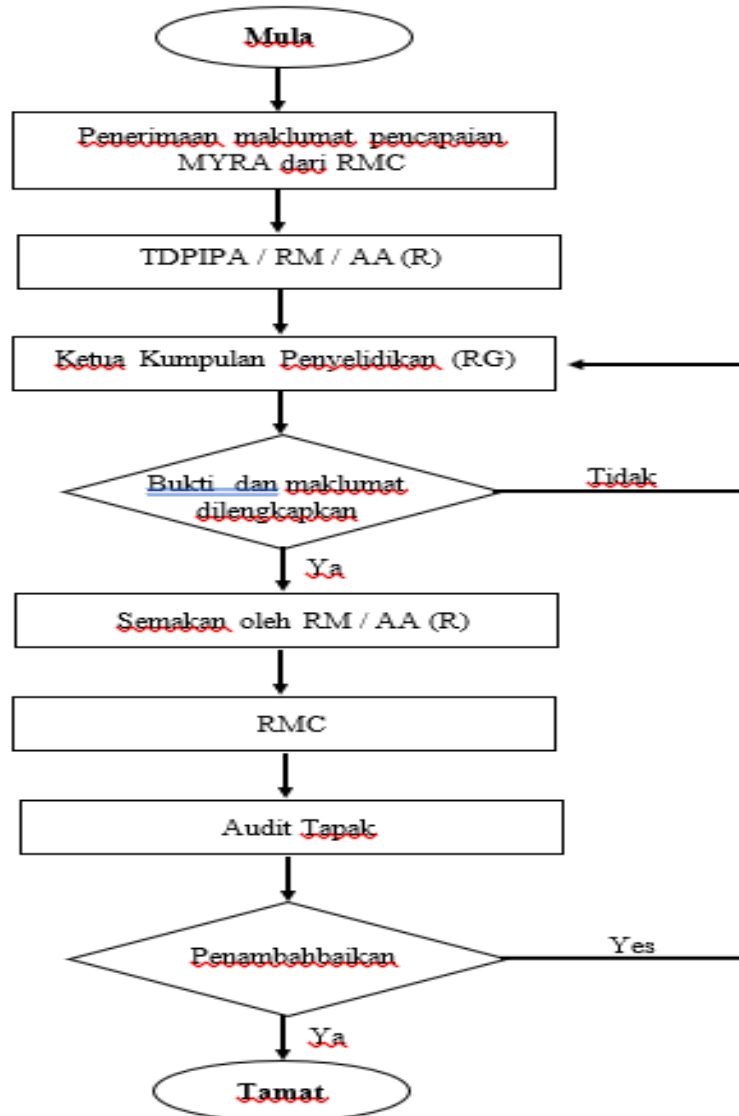 Mula
Penerimaan maklumat pencapaian
MYRA dari RMC
TDPIPA / RM / AA (R)
Ketua Kumpulan Penyelidikan (RG)
Bukti dan maklumat
dilengkapkan
Tidak
Ya
Semakan oleh RM / AA (R)
RMC
Audit Tapak
Penambahbaikan
Yes
Ya
Tamat